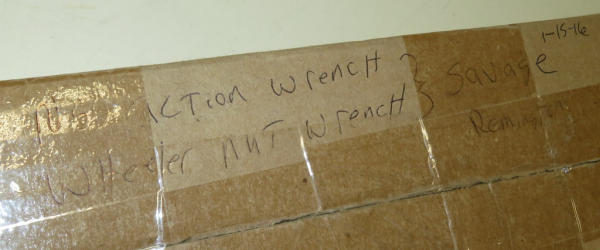 1-15-16
ACTION WRENCH } Savage
WHEELER NUT WRENCH
Remington